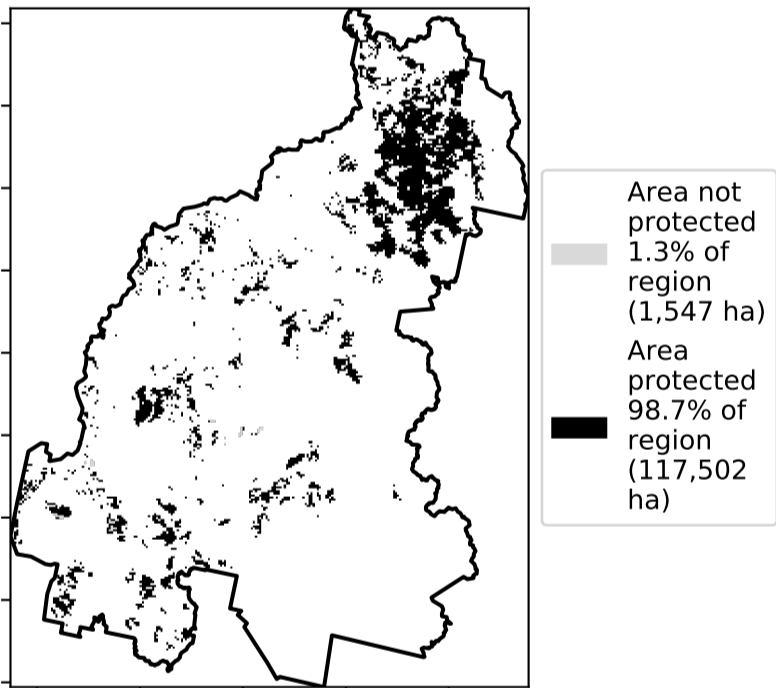 Area not
protected
1.3% of
region
(1,547 ha)
Area
protected
98.7% of
region
(117,502
ha)